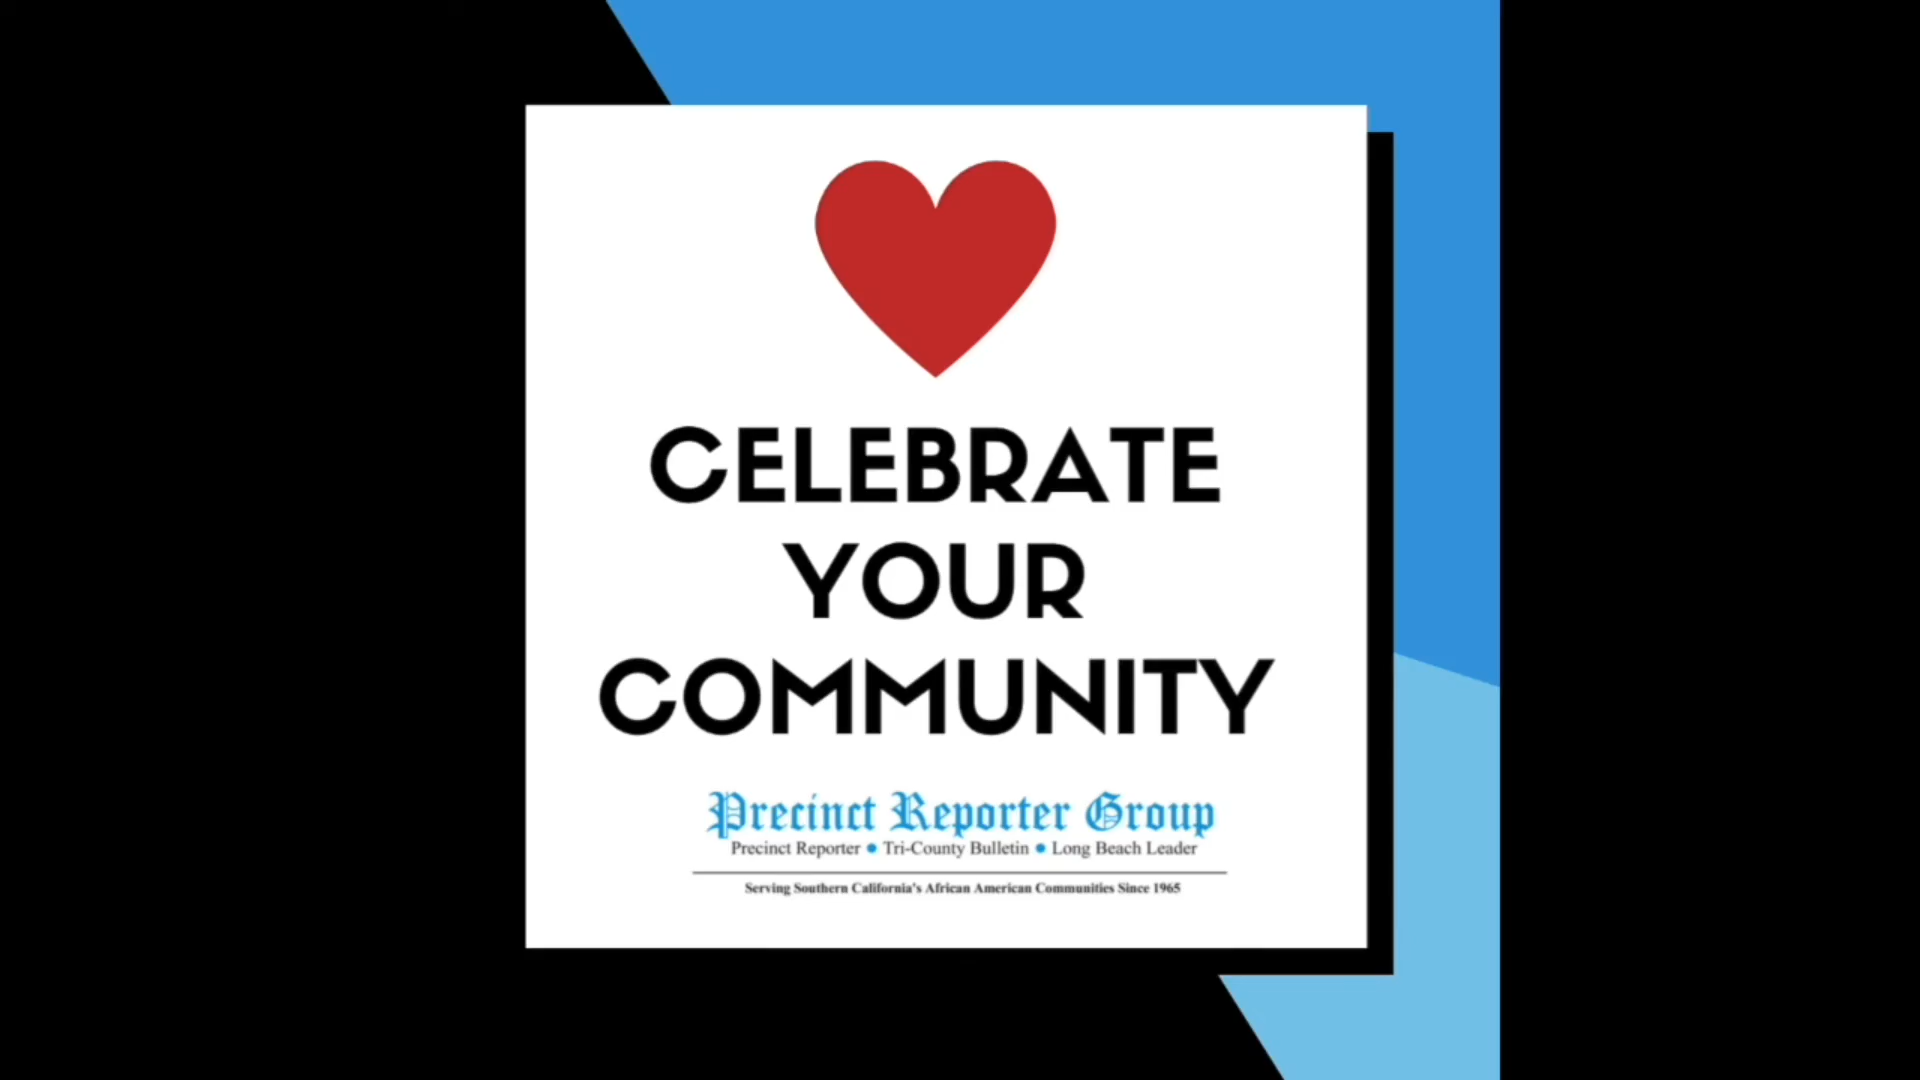 CELEBRATE
YOUR
COMMUNITY
Precinct Reporter Group
Precinct Reporter ● Tri-County Bulletin ● Long Beach Leader
Serving Southern California's African American Communities Since 1965